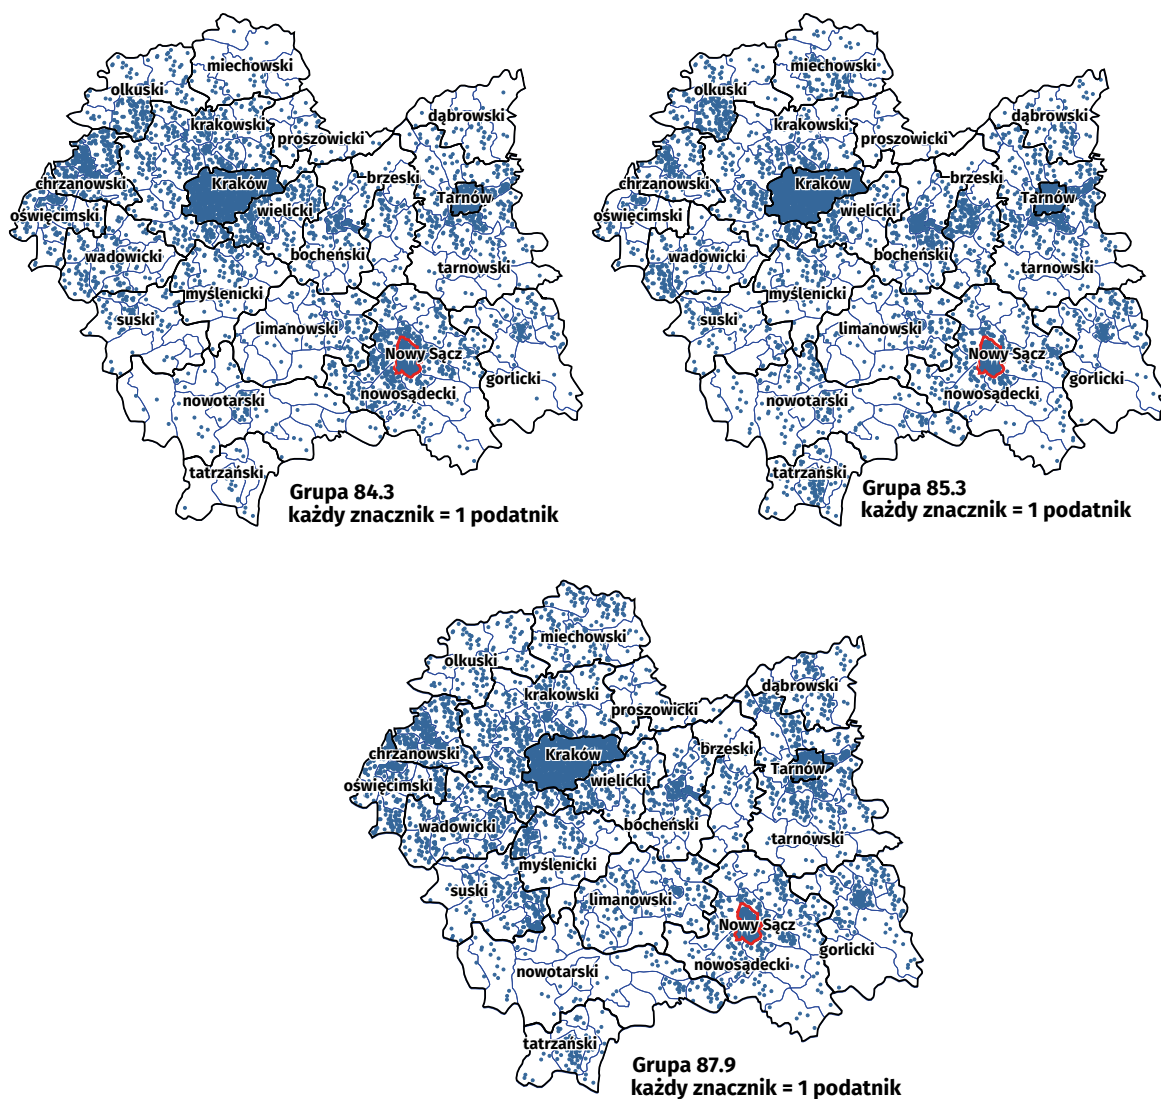 miechowski
olkuski
dąbrowski
krakowski
proszowicki
brzeski
chrzanowski
Kraków
Tarnów
oświęcimski
wielicki
wadowicki
bocheński
tarnowski
myślenicki
suski
limanowski
Nowy Sącz
gorlicki
nowotarski
nowosądecki
tatrzański
Grupa 84.3
każdy znacznik = 1 podatnik
miechowski
olkuski
dąbrowski
krakowski
proszowicki
brzeski
chrzanowski
Kraków
Tarnów
oświęcimski
wielicki
wadowicki
bocheński
tarnowski
myślenicki
suski
limanowski
Nowy Sącz
gorlicki
nowotarski
nowosądecki
tatrzański
Grupa 85.3
każdy znacznik = 1 podatnik
miechowski
olkuski
dąbrowski
krakowski
proszowicki
brzeski
chrzanowski
Kraków
Tarnów
oświęcimski
wielicki
wadowicki
bocheński
tarnowski
myślenicki
suski
limanowski
Nowy Sącz
gorlicki
nowotarski
nowosądecki
tatrzański
Grupa 87.9
każdy znacznik = 1 podatnik